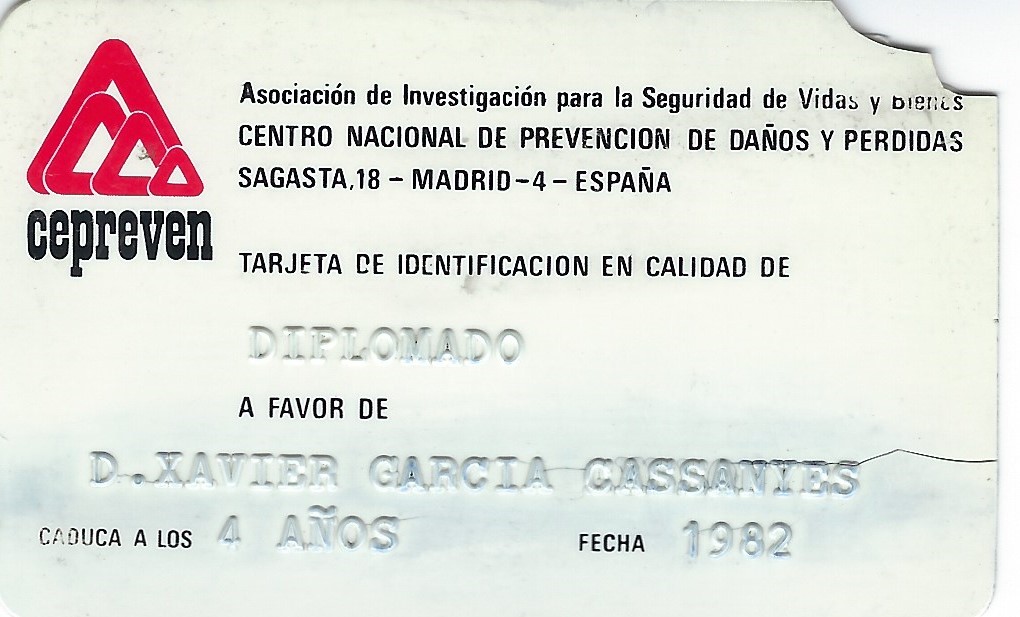 Asociación de Investigación para la Seguridad de Vidas y Bienes
CENTRO NACIONAL DE PREVENCION DE DAÑOS Y PERDIDAS
SAGASTA,18 – MADRID – 4 – ESPAÑA
cepreven
TARJETA DE IDENTIFICACION EN CALIDAD DE
DIPLOMADO
A FAVOR DE
D. XAVIER GARCIA CASSANYES
CADUCA A LOS 4 AÑOS FECHA 1982